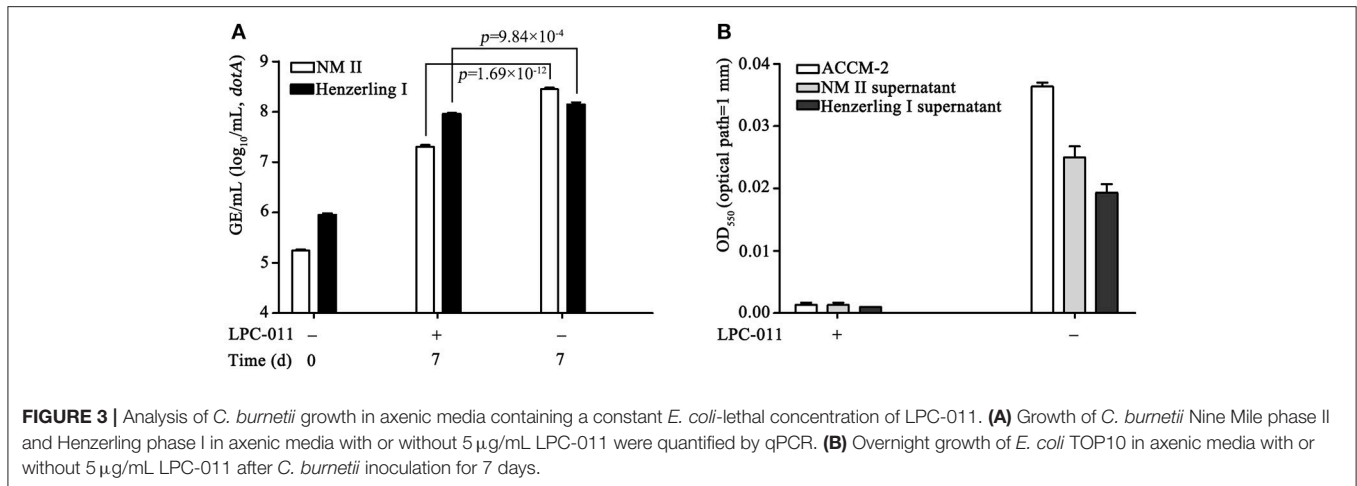 A
p=9.84×10-4
p=1.69×10-12
NM II
Henzerling I
GE/mL (log10/mL, dotA)
9
8
7
6
5
4
LPC-011 – + –
Time (d) 0 7 7
B
ACCM-2
NM II supernatant
Henzerling I supernatant
OD550 (optical path=1 mm)
0.04
0.03
0.02
0.01
0.00
LPC-011 + –
FIGURE 3 | Analysis of C. burnetii growth in axenic media containing a constant E. coli-lethal concentration of LPC-011. (A) Growth of C. burnetii Nine Mile phase II
and Henzerling phase I in axenic media with or without 5 μg/mL LPC-011 were quantified by qPCR. (B) Overnight growth of E. coli TOP10 in axenic media with or
without 5 μg/mL LPC-011 after C. burnetii inoculation for 7 days.